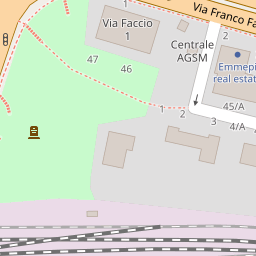 Via Faccio
1
1
Via Franco Fa
2
Centrale
AGSM
46
47
Emmepi
real estat
1
2
45/A
3
4/A